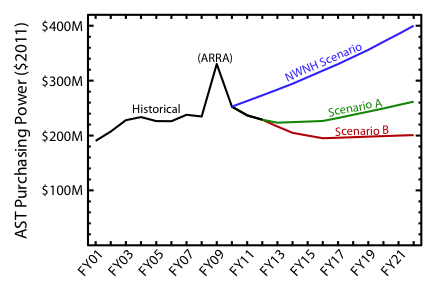 AST Purchasing Power ($2011)
$400M
$300M
$200M
$100M
(ARRA)
Historical
NWNH Scenario
Scenario A
Scenario B
FY01
FY03
FY05
FY07
FY09
FY11
FY13
FY15
FY17
FY19
FY21